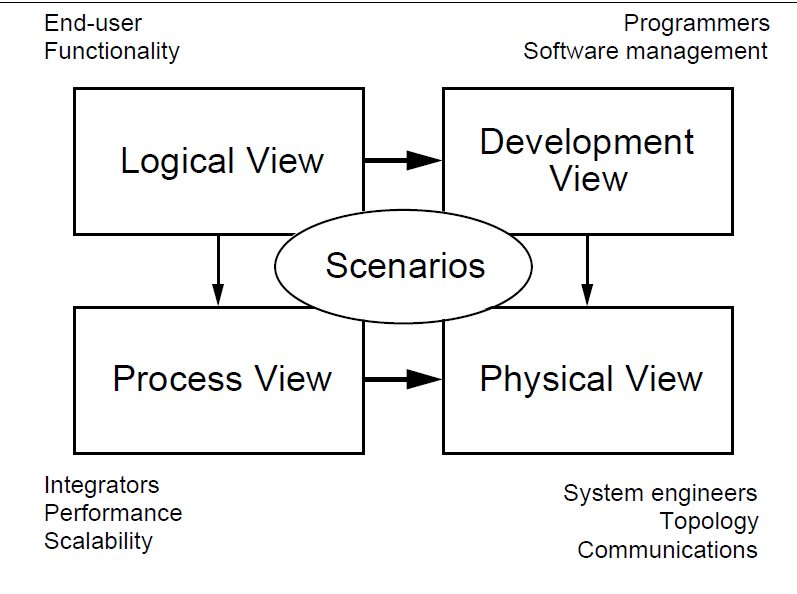 End-user
Functionality
Programmers
Software management
Logical View
Development
View
Scenarios
Process View
Physical View
Integrators
Performance
Scalability
System engineers
Topology
Communications